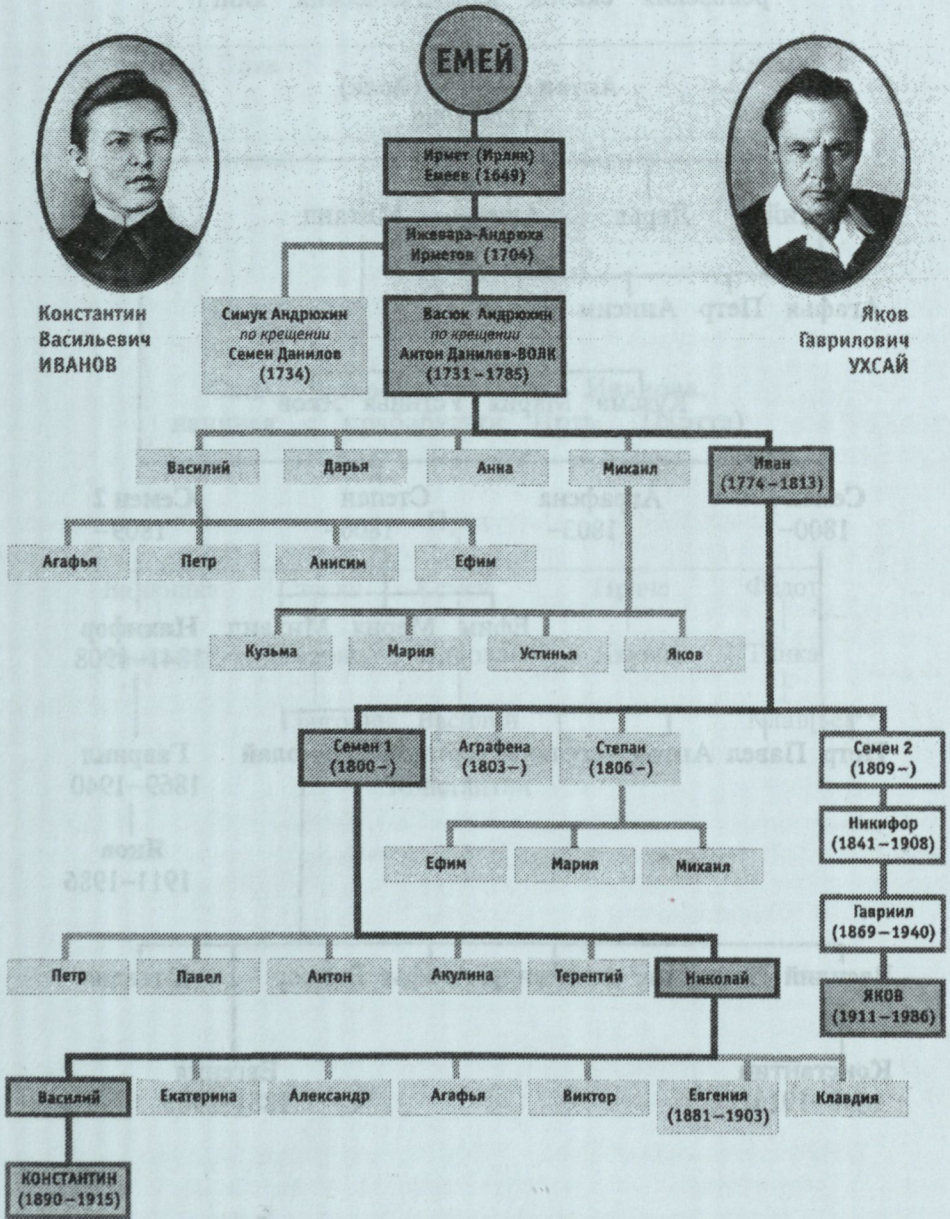 ЕМЕЙ
Ирмет (Ирлик)
Емеев (1649)
Ижевара-Андрюха
Ирметов (1704)
Константин
Васильевич
ИВАНОВ
Симук Андрюхин
по крещении
Семен Данилов
(1734)
Васюк Андрюхин
по крещении
Антон Данилов-ВОЛК
(1731–1785)
Яков
Гаврилович
УХСАЙ
Василий
Дарья
Анна
Михаил
Иван
(1774–1813)
Агафья
Петр
Анисим
Ефим
Кузьма
Мария
Устинья
Яков
Семен 1
(1800–)
Аграфена
(1803–)
Степан
(1806–)
Семен 2
(1809–)
Никифор
(1841–1908)
Ефим
Мария
Михаил
Гавриил
(1869–1940)
Петр
Павел
Антон
Акулина
Терентий
Николай
ЯКОВ
(1911–1986)
Василий
Екатерина
Александр
Агафья
Виктор
Евгения
(1881–1903)
Клавдия
КОНСТАНТИН
(1890–1915)